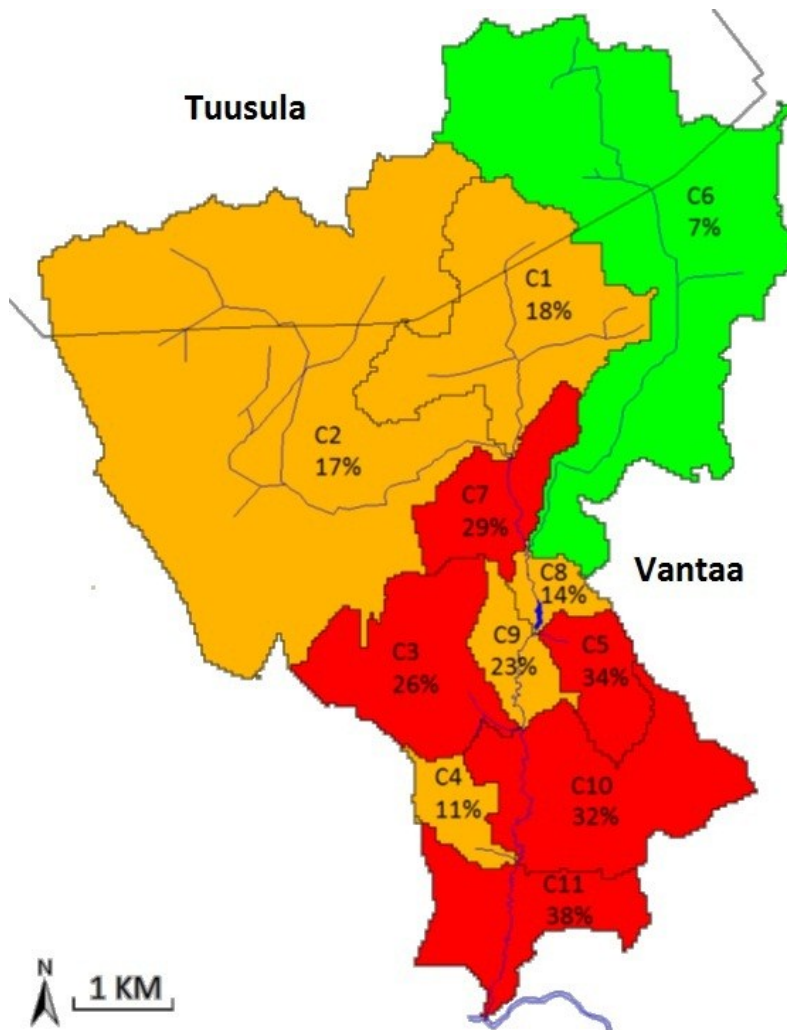 Tuusula
C6
7%
C1
18%
C2
17%
C7
29%
Vantaa
C8
14%
C9
23%
C3
26%
C5
34%
C4
11%
C10
32%
C11
38%
N
1 KM